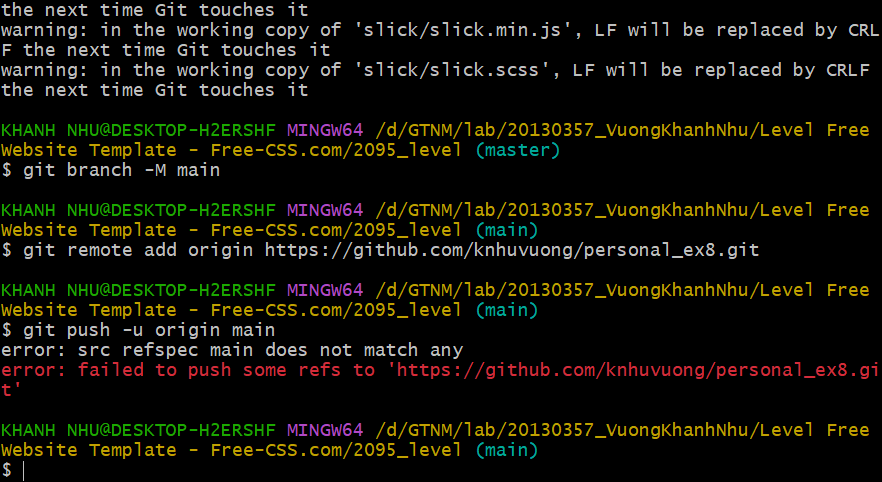 the next time Git touches it
warning: in the working copy of 'slick/slick.min.js', LF will be replaced by CRL
F the next time Git touches it
warning: in the working copy of 'slick/slick.scss', LF will be replaced by CRLF
the next time Git touches it
KHANH NHU@DESKTOP-H2ERSHF MINGW64 /d/GTNM/lab/20130357_VuongKhanhNhu/Level Free
Website Template - Free-CSS.com/2095_level (master)
$ git branch -M main
KHANH NHU@DESKTOP-H2ERSHF MINGW64 /d/GTNM/lab/20130357_VuongKhanhNhu/Level Free
Website Template - Free-CSS.com/2095_level (main)
$ git remote add origin https://github.com/knhuvuong/personal_ex8.git
KHANH NHU@DESKTOP-H2ERSHF MINGW64 /d/GTNM/lab/20130357_VuongKhanhNhu/Level Free
Website Template - Free-CSS.com/2095_level (main)
$ git push -u origin main
error: src refspec main does not match any
error: failed to push some refs to 'https://github.com/knhuvuong/personal_ex8.gi
t'
KHANH NHU@DESKTOP-H2ERSHF MINGW64 /d/GTNM/lab/20130357_VuongKhanhNhu/Level Free
Website Template - Free-CSS.com/2095_level (main)
$